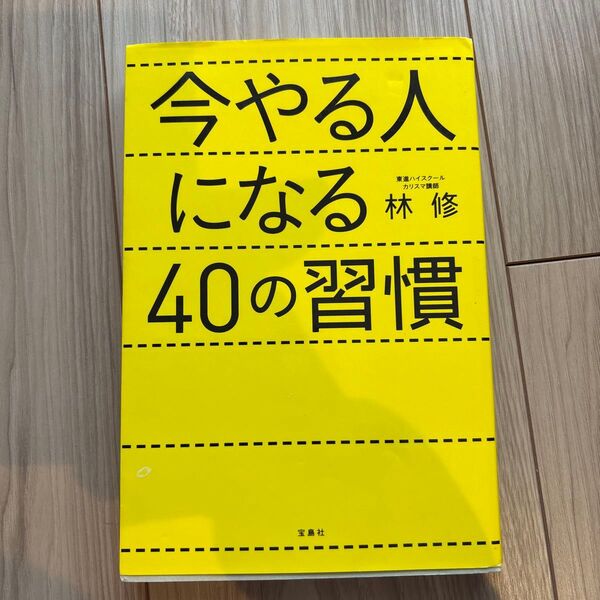 今やる人
になる
東進ハイスクール
カリスマ講師
林 修
40の習慣
宝島社